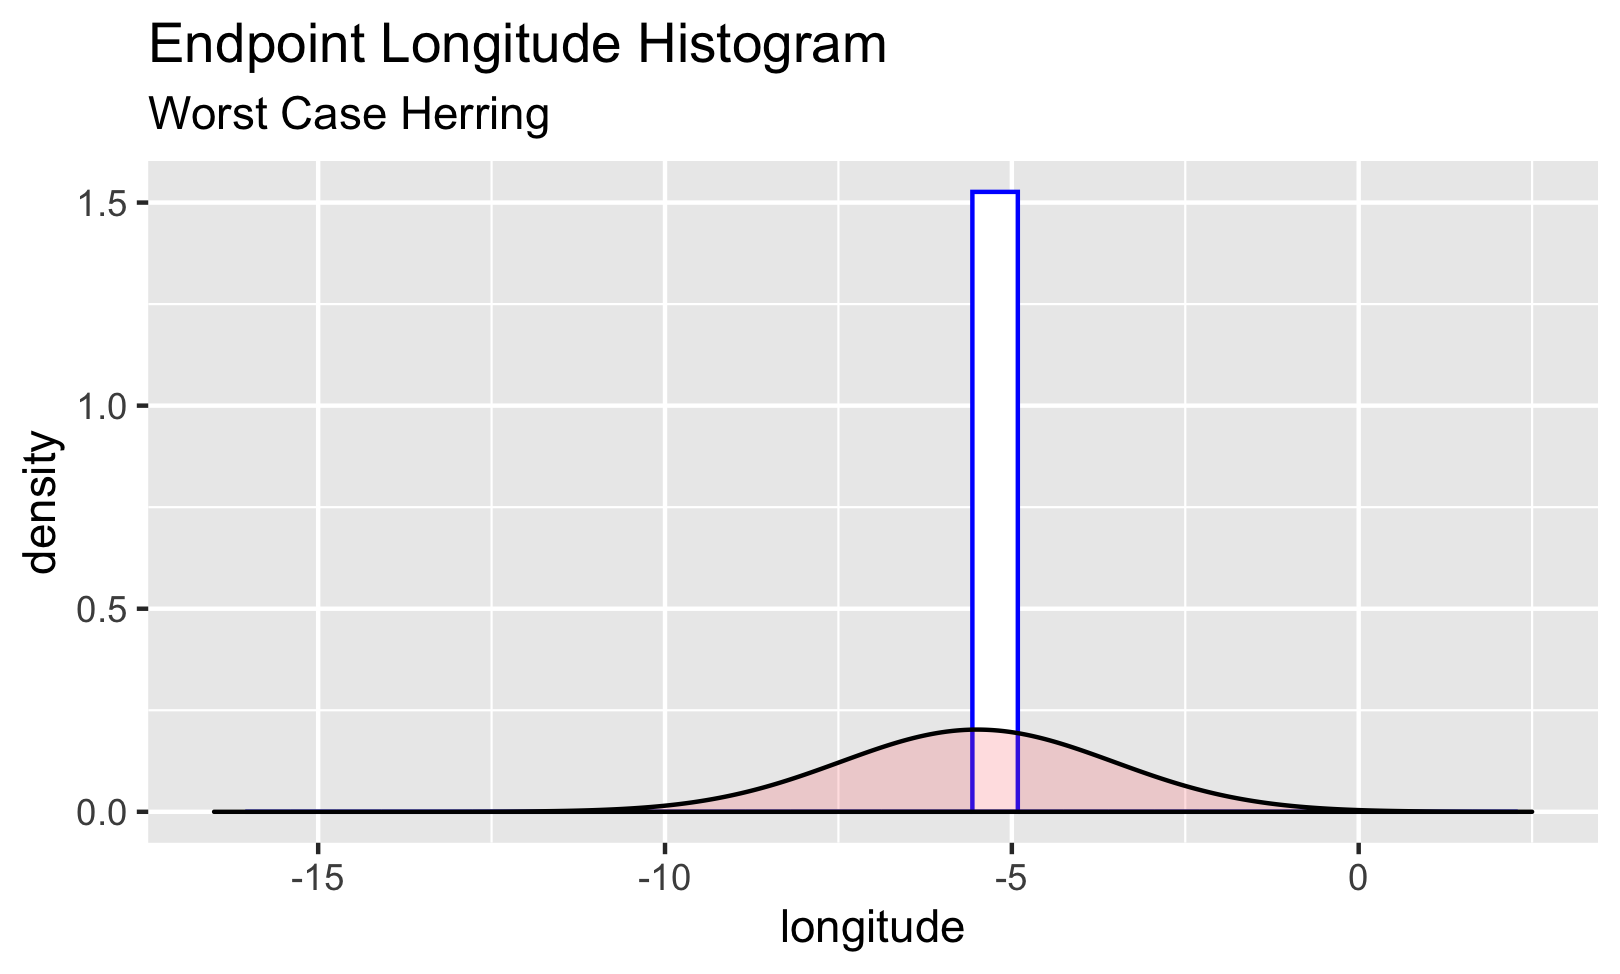 Endpoint Longitude Histogram
Worst Case Herring
1.5
1.0
0.5
0.0
density
-15 -10 -5 0
longitude